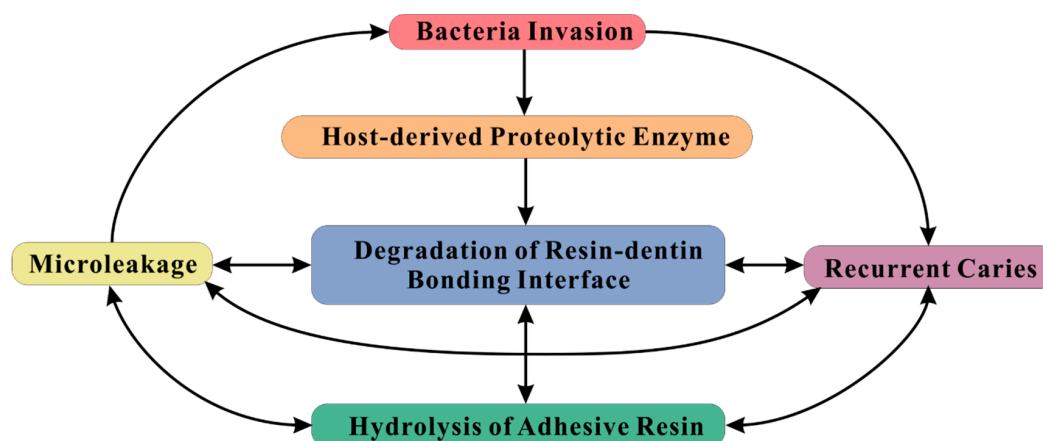 Bacteria Invasion
Host-derived Proteolytic Enzyme
Degradation of Resin-dentin
Bonding Interface
Microleakage
Recurrent Caries
Hydrolysis of Adhesive Resin